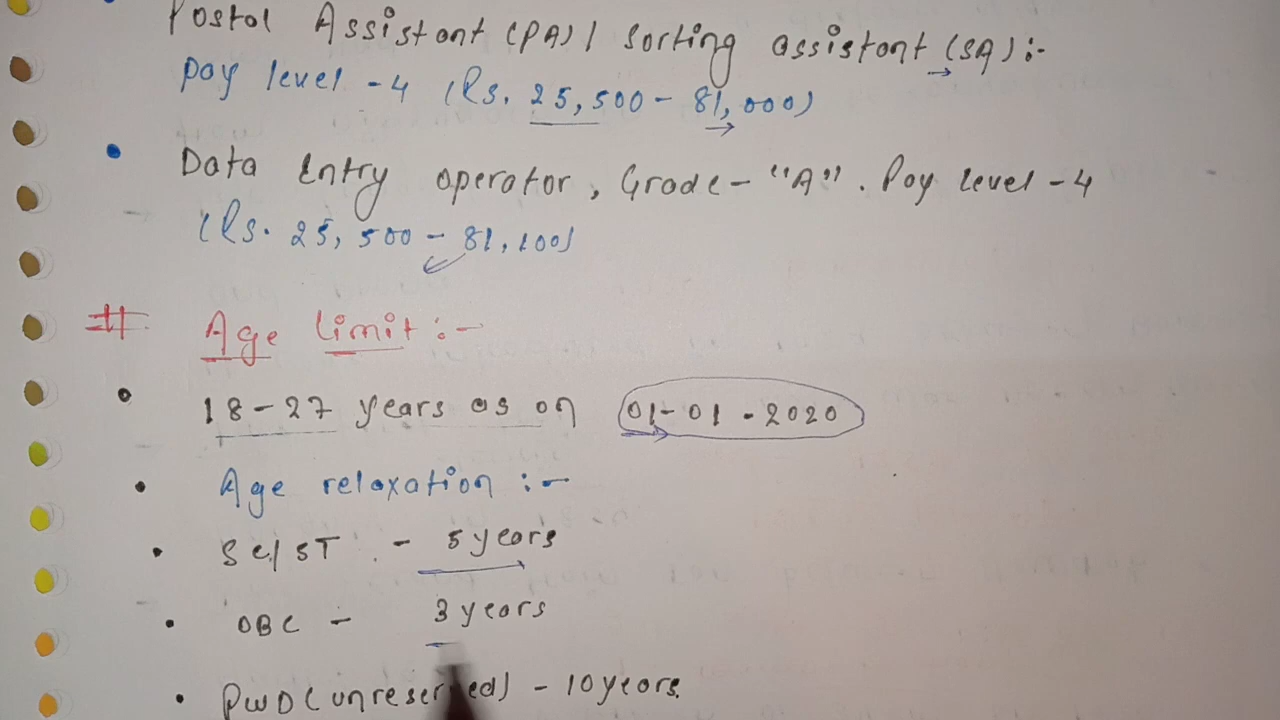 Postal Assistant (PA) / Sorting assistant (SA) :-
Pay level - 4 (Rs. 25,500 - 81,000)
Data Entry operator, Grade - "A". Pay level - 4
(Rs. 25,500 - 81,100)
# Age limit :-
18 - 27 years as on 01-01-2020
Age relaxation :-
SC/ST - 5 years
OBC - 3 years
PWD (unreserved) - 10 years.